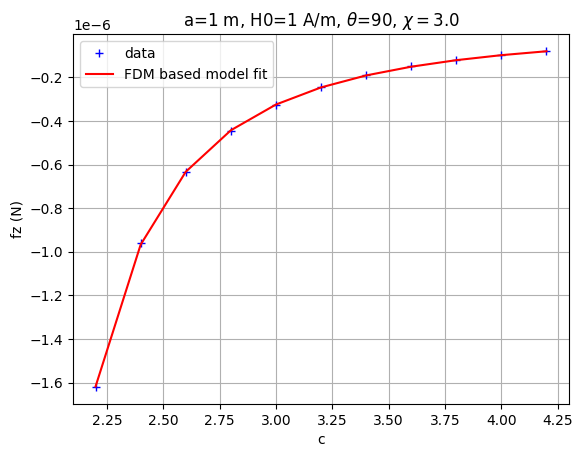 a=1 m, H0=1 A/m, θ=90, χ = 3.0
1e−6
data
FDM based model fit
−0.2
−0.4
−0.6
−0.8
−1.0
−1.2
−1.4
−1.6
fz (N)
2.25 2.50 2.75 3.00 3.25 3.50 3.75 4.00 4.25
c